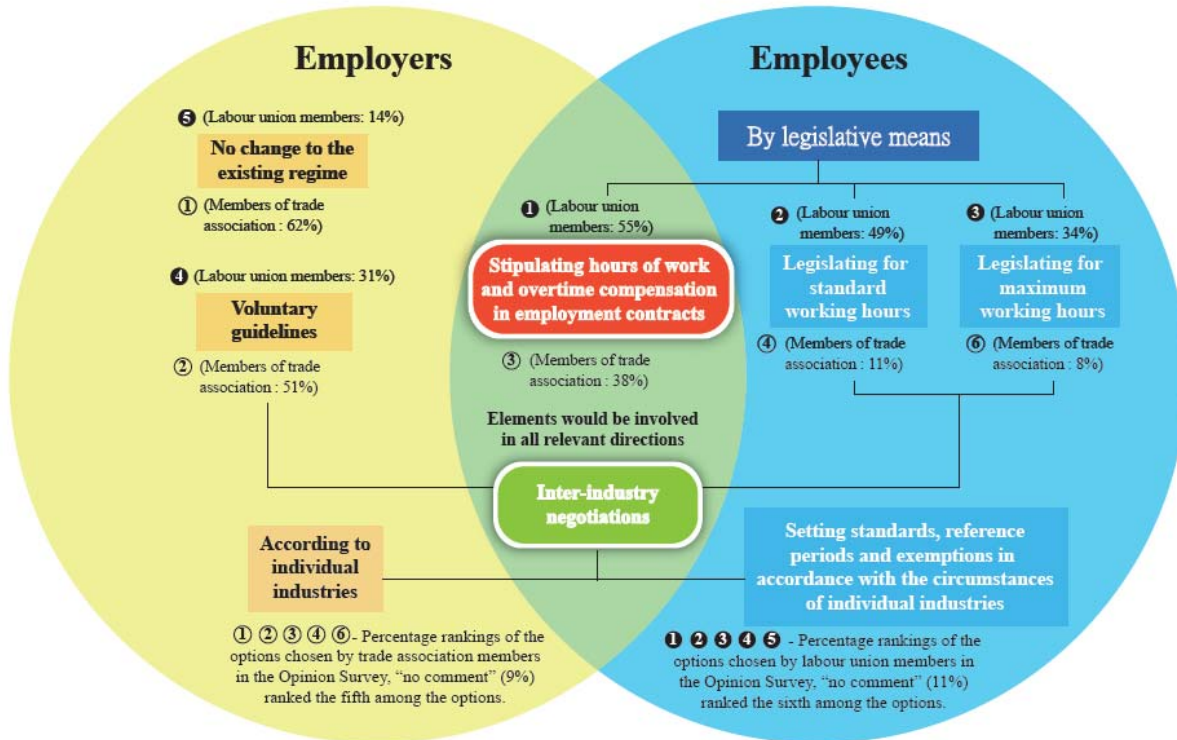 Employers
❺ (Labour union members: 14%)
No change to the
existing regime
① (Members of trade
association : 62%)
❹ (Labour union members: 31%)
Voluntary
guidelines
② (Members of trade
association : 51%)
Employees
By legislative means
❶ (Labour union
members: 55%)
Stipulating hours of work
and overtime compensation
in employment contracts
③ (Members of trade
association : 38%)
❷ (Labour union
members: 49%)
Legislating for
standard
working hours
④ (Members of trade
association : 11%)
❸ (Labour union
members: 34%)
Legislating for
maximum
working hours
⑥ (Members of trade
association : 8%)
Elements would be involved
in all relevant directions
Inter-industry
negotiations
According to
individual
industries
Setting standards, reference
periods and exemptions in
accordance with the circumstances
of individual industries
① ② ③ ④ ⑥ - Percentage rankings of the
options chosen by trade association members
in the Opinion Survey, “no comment” (9%)
ranked the fifth among the options.
❶ ❷ ❸ ❹ ❺ - Percentage rankings of the
options chosen by labour union members in
the Opinion Survey, “no comment” (11%)
ranked the sixth among the options.